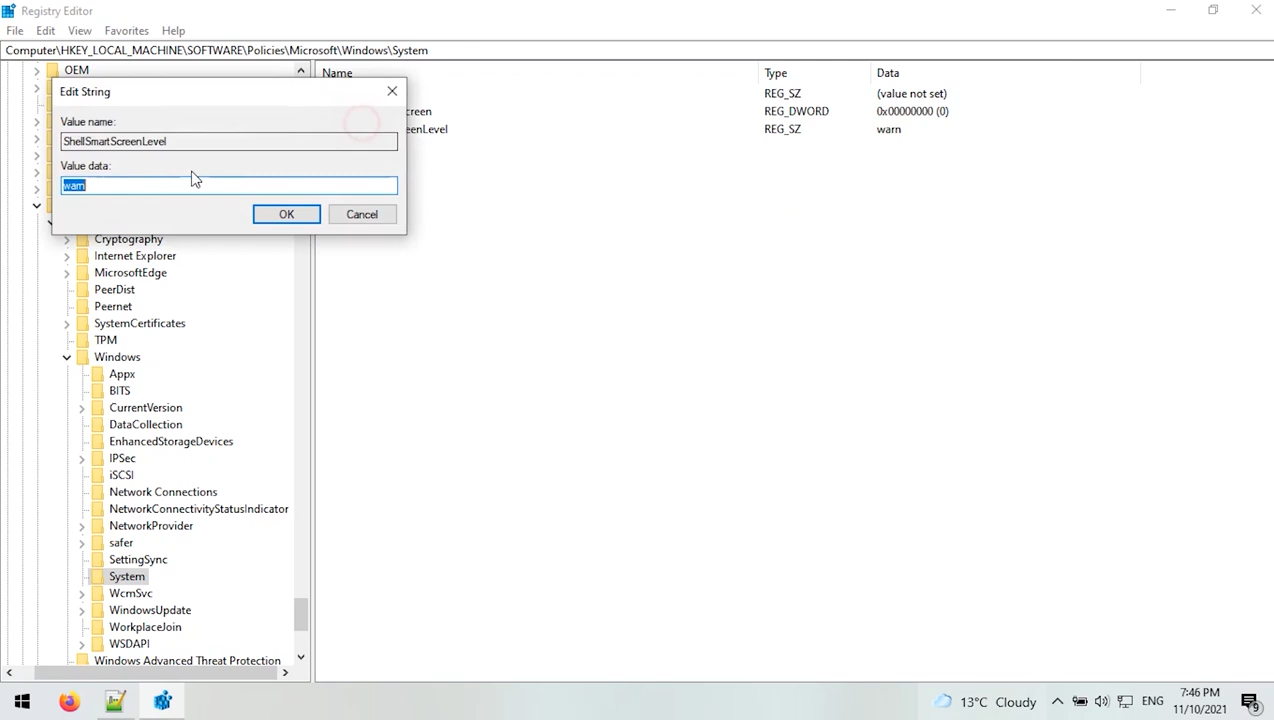 Registry Editor
File Edit View Favorites Help
Computer\HKEY_LOCAL_MACHINE\SOFTWARE\Policies\Microsoft\Windows\System
OEM
Name Type Data
Edit String
REG_SZ (value not set)
creen REG_DWORD 0x00000000 (0)
Value name:
eenLevel REG_SZ warn
ShellSmartScreenLevel
Value data:
warn
OK Cancel
Cryptography
Internet Explorer
MicrosoftEdge
PeerDist
Peernet
SystemCertificates
TPM
Windows
Appx
BITS
CurrentVersion
DataCollection
EnhancedStorageDevices
IPSec
iSCSI
Network Connections
NetworkConnectivityStatusIndicator
NetworkProvider
safer
SettingSync
System
WcmSvc
WindowsUpdate
WorkplaceJoin
WSDAPI
Windows Advanced Threat Protection
13°C Cloudy ENG 7:46 PM
11/10/2021
9